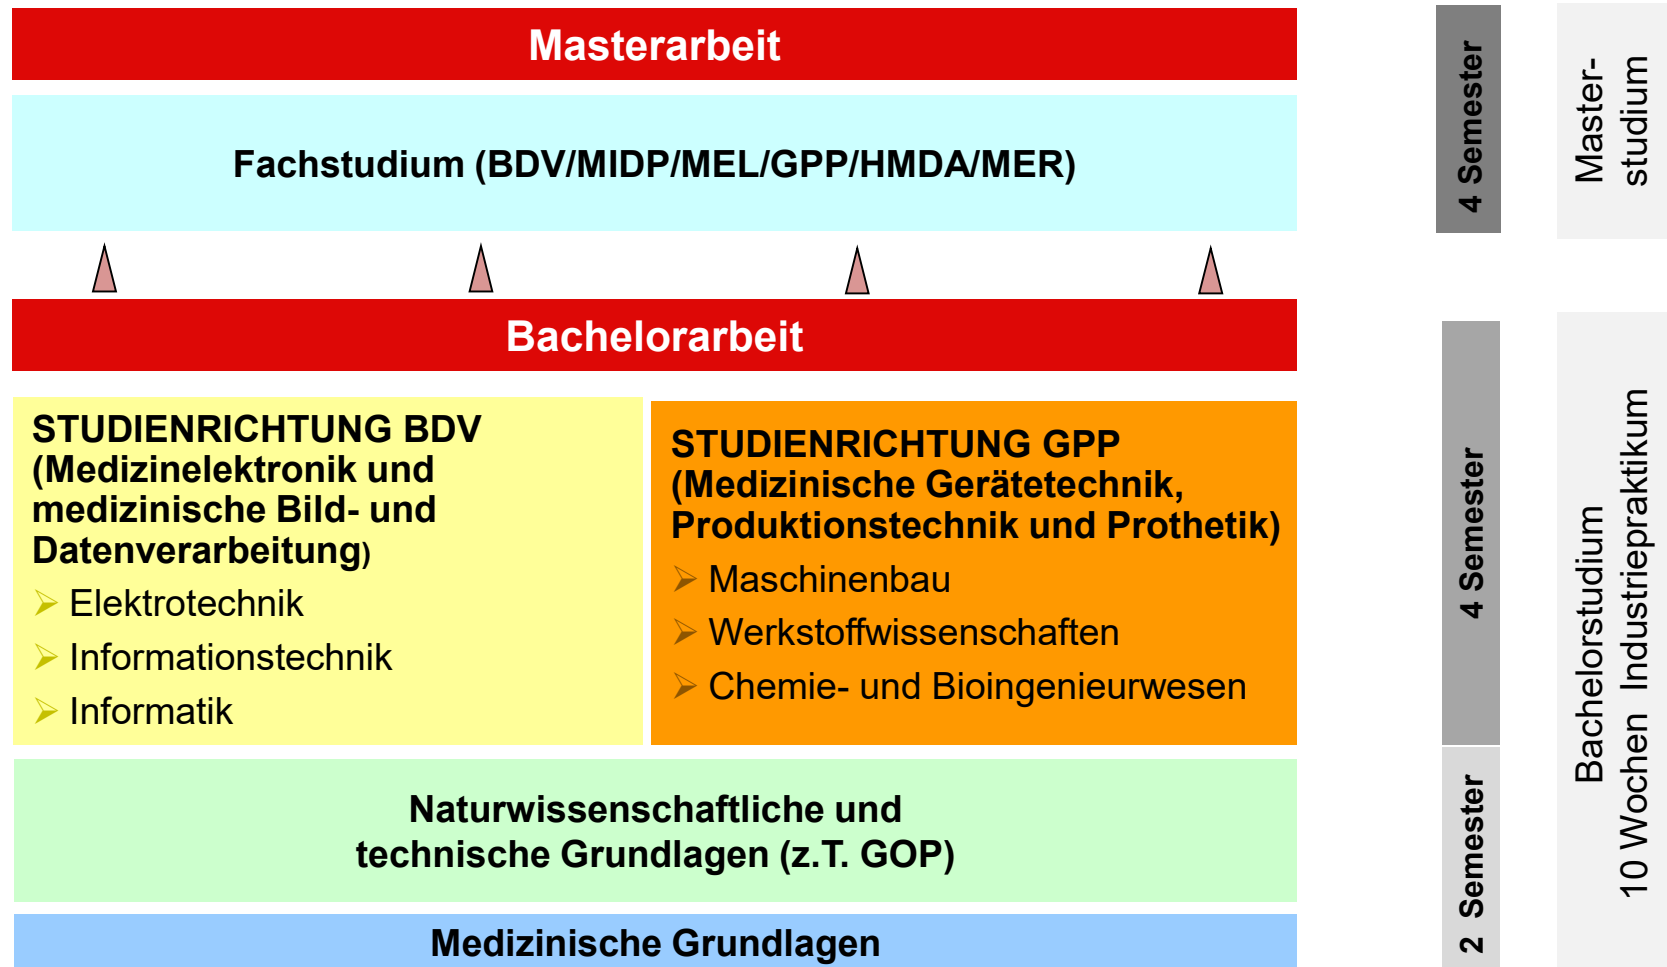 Masterarbeit
Fachstudium (BDV/MIDP/MEL/GPP/HMDA/MER)
4 Semester
Master-
studium
Bachelorarbeit
STUDIENRICHTUNG BDV
(Medizinelektronik und
medizinische Bild- und
Datenverarbeitung)
Elektrotechnik
Informationstechnik
Informatik
STUDIENRICHTUNG GPP
(Medizinische Gerätetechnik,
Produktionstechnik und Prothetik)
Maschinenbau
Werkstoffwissenschaften
Chemie- und Bioingenieurwesen
4 Semester
Bachelorstudium
10 Wochen Industriepraktikum
Naturwissenschaftliche und
technische Grundlagen (z.T. GOP)
2 Semester
Medizinische Grundlagen